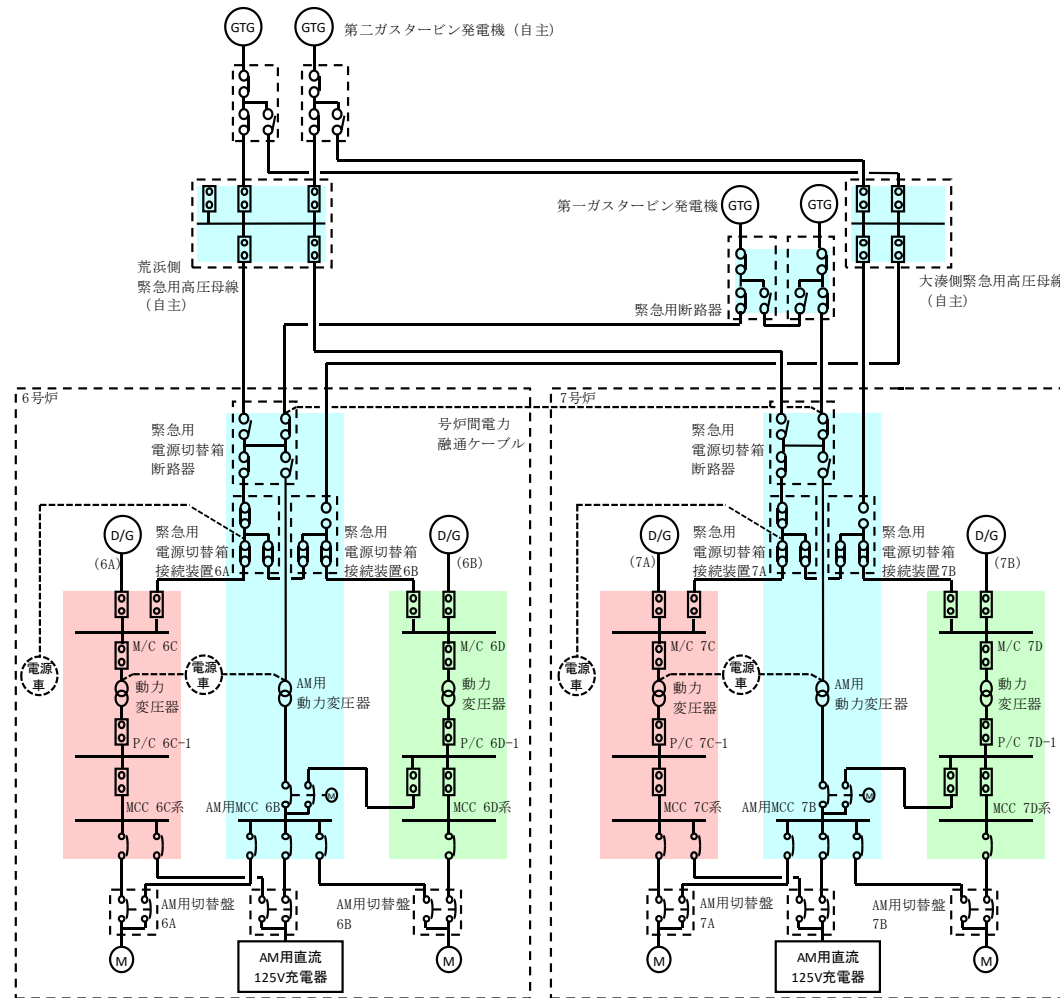 GTG
GTG
第二ガスタービン発電機（自主）
第一ガスタービン発電機
GTG
GTG
荒浜側
緊急用高圧母線
（自主）
大湊側緊急用高圧母線
（自主）
緊急用断路器
6号炉
7号炉
緊急用
電源切替箱
断路器
号炉間電力
融通ケーブル
緊急用
電源切替箱
断路器
D/G
(6A)
緊急用
電源切替箱
接続装置6A
緊急用
電源切替箱
接続装置6B
D/G
(6B)
D/G
(7A)
緊急用
電源切替箱
接続装置7A
緊急用
電源切替箱
接続装置7B
D/G
(7B)
M/C 6C
M/C 6D
M/C 7C
M/C 7D
電源
車
電源
車
電源
車
電源
車
動力
変圧器
AM用
動力変圧器
動力
変圧器
動力
変圧器
AM用
動力変圧器
動力
変圧器
P/C 6C-1
P/C 6D-1
P/C 7C-1
P/C 7D-1
M
M
MCC 6C系
AM用MCC 6B
MCC 6D系
MCC 7C系
AM用MCC 7B
MCC 7D系
AM用切替盤
6A
AM用切替盤
6B
AM用切替盤
7A
AM用切替盤
7B
M
AM用直流
125V充電器
M
M
AM用直流
125V充電器
M